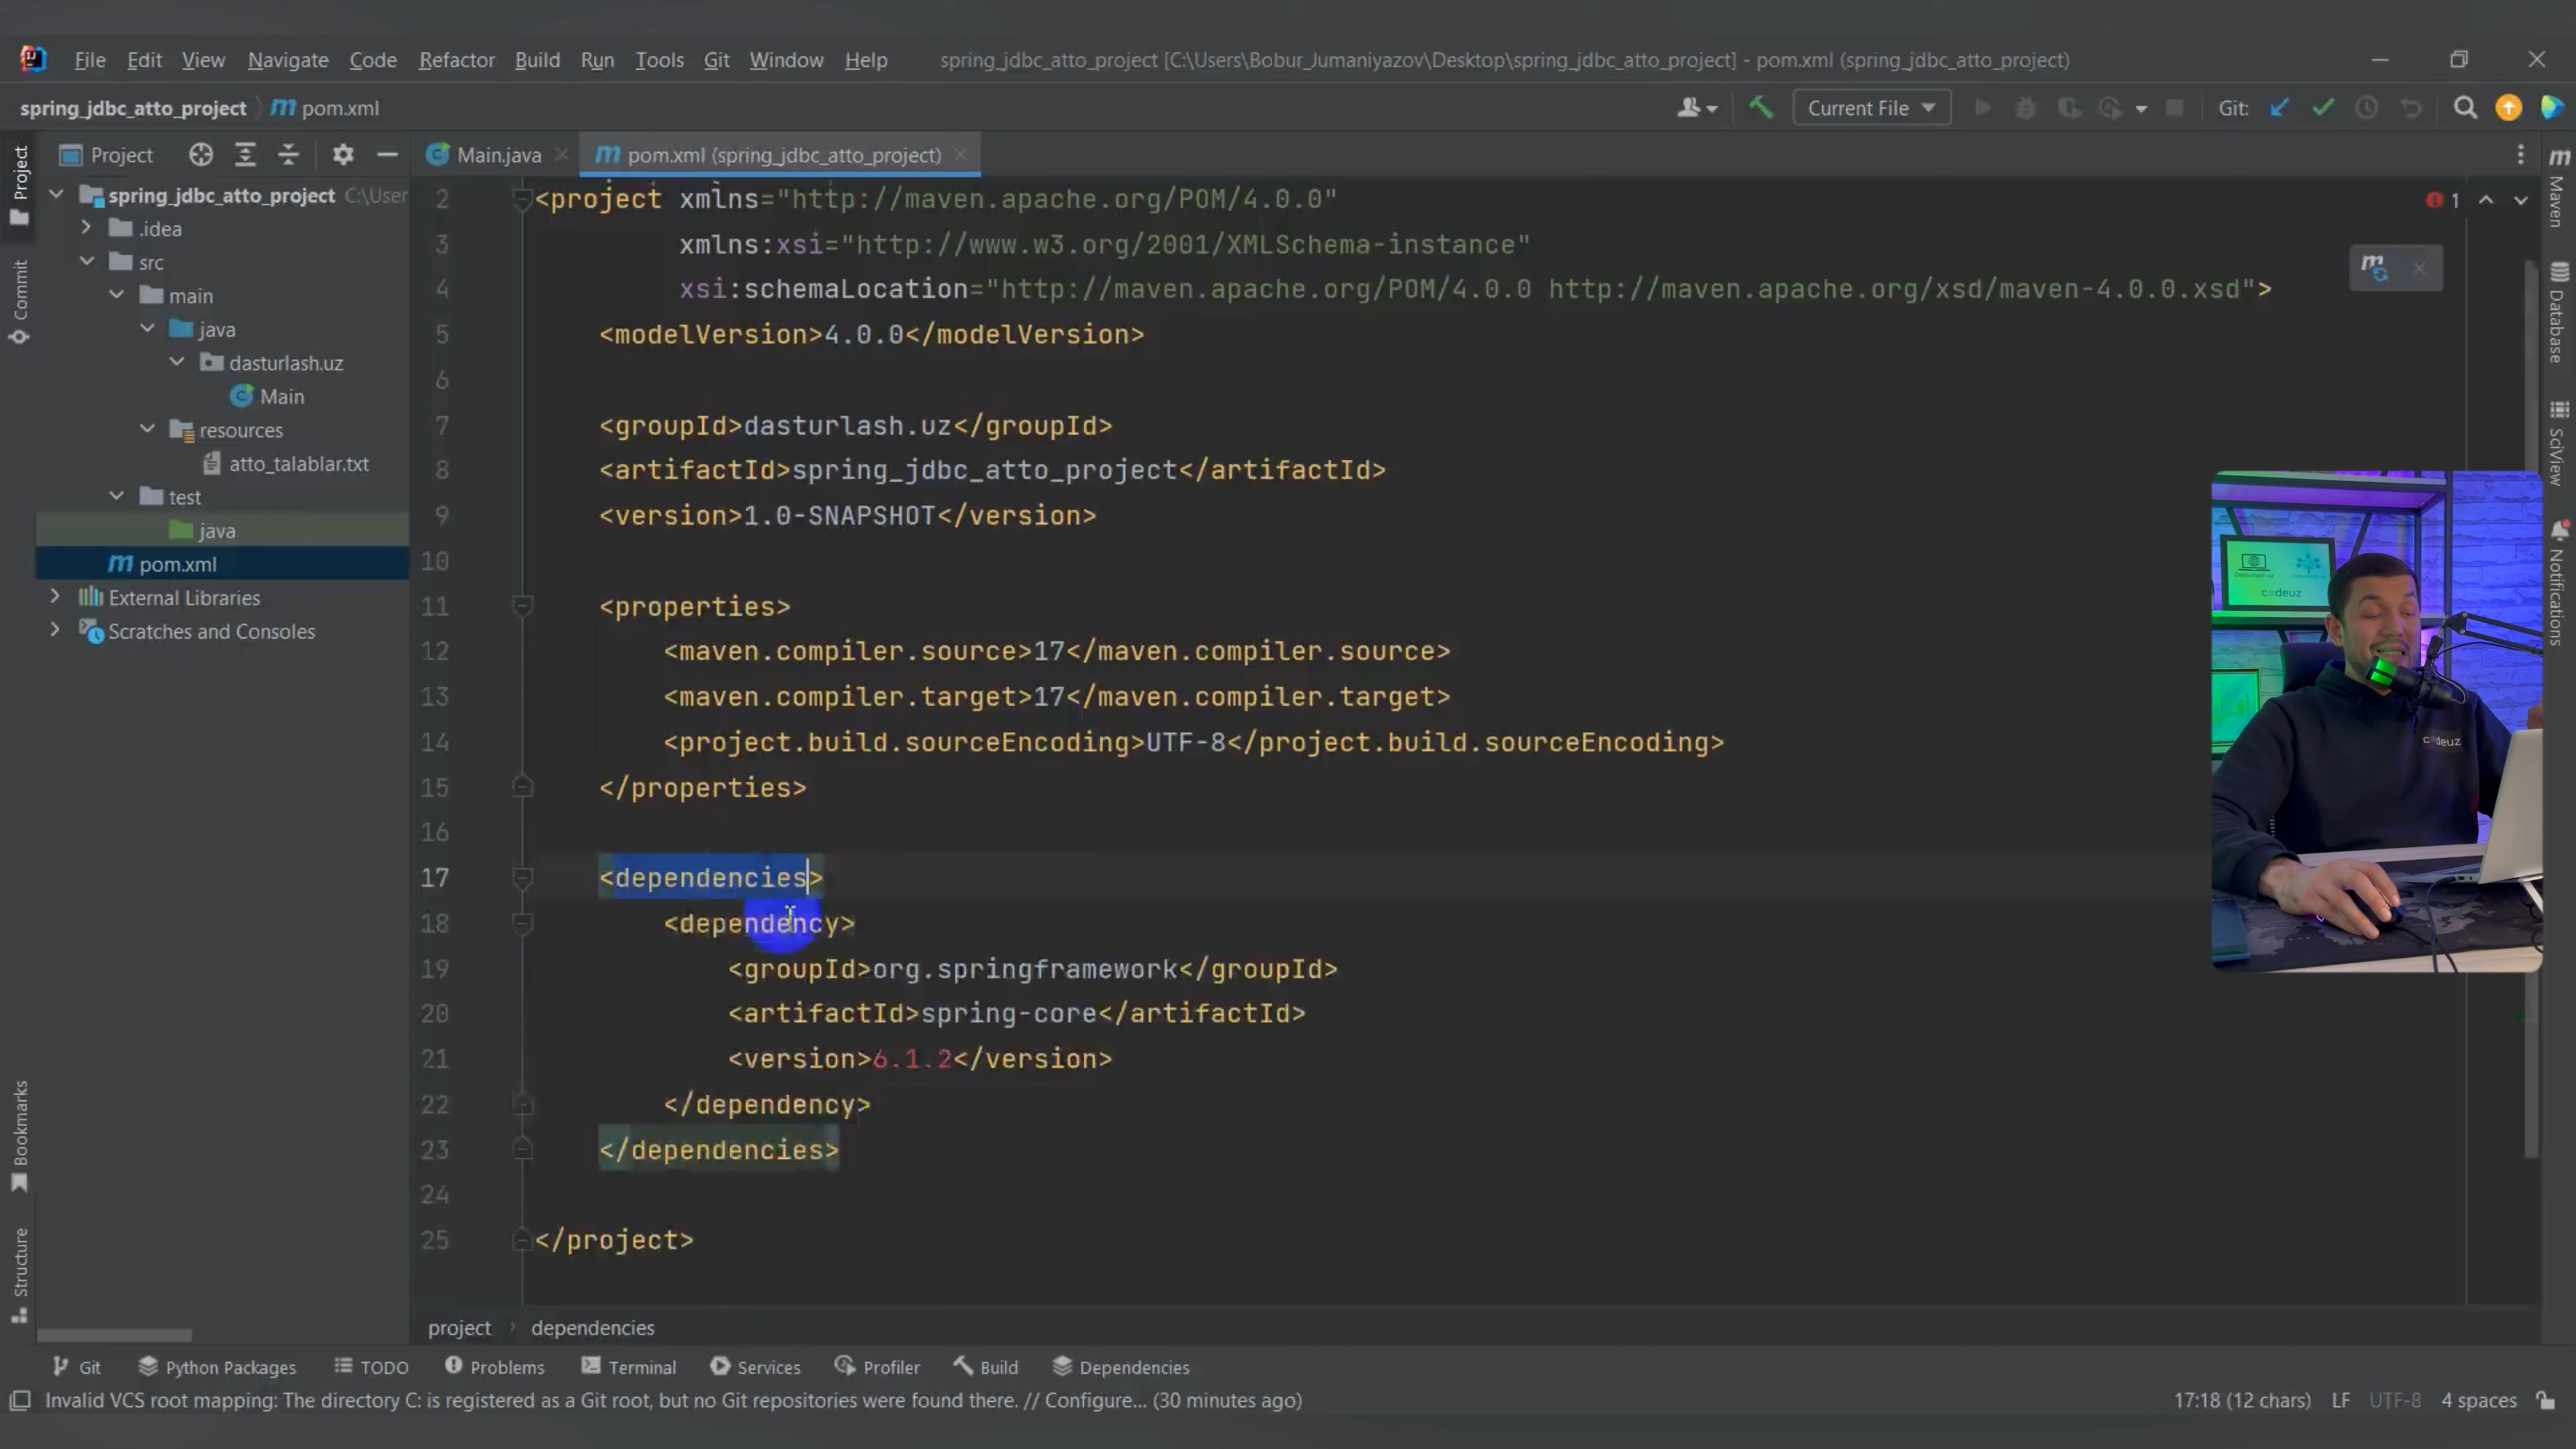 File Edit View Navigate Code Refactor Build Run Tools Git Window Help spring_jdbc_atto_project [C:\Users\Bobur_Jumaniyazov\Desktop\spring_jdbc_atto_project] - pom.xml (spring_jdbc_atto_project)
spring_jdbc_atto_project pom.xml Current File Git:
Project Main.java pom.xml (spring_jdbc_atto_project)
spring_jdbc_atto_project C:\User
.idea
src
main
java
dasturlash.uz
Main
resources
atto_talablar.txt
test
java
pom.xml
External Libraries
Scratches and Consoles
Project
Commit
Bookmarks
Structure
2 <project xmlns="http://maven.apache.org/POM/4.0.0"
3 xmlns:xsi="http://www.w3.org/2001/XMLSchema-instance"
4 xsi:schemaLocation="http://maven.apache.org/POM/4.0.0 http://maven.apache.org/xsd/maven-4.0.0.xsd">
5 <modelVersion>4.0.0</modelVersion>
6
7 <groupId>dasturlash.uz</groupId>
8 <artifactId>spring_jdbc_atto_project</artifactId>
9 <version>1.0-SNAPSHOT</version>
10
11 <properties>
12 <maven.compiler.source>17</maven.compiler.source>
13 <maven.compiler.target>17</maven.compiler.target>
14 <project.build.sourceEncoding>UTF-8</project.build.sourceEncoding>
15 </properties>
16
17 <dependencies>
18 <dependency>
19 <groupId>org.springframework</groupId>
20 <artifactId>spring-core</artifactId>
21 <version>6.1.2</version>
22 </dependency>
23 </dependencies>
24
25 </project>
1
Maven
Database
SciView
Notifications
Dasturlash.uz
codeuz
codeuz
project dependencies
Git Python Packages TODO Problems Terminal Services Profiler Build Dependencies
Invalid VCS root mapping: The directory C: is registered as a Git root, but no Git repositories were found there. // Configure... (30 minutes ago) 17:18 (12 chars) LF UTF-8 4 spaces